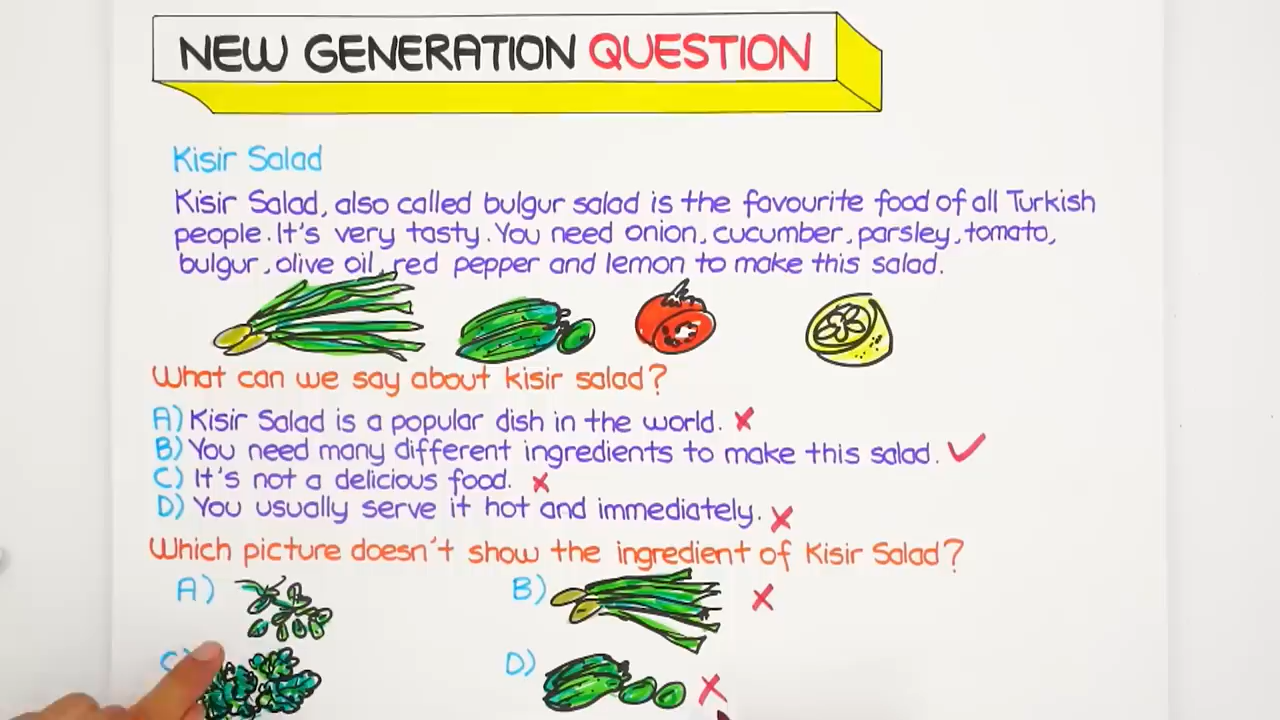 NEW GENERATION QUESTION
Kisir Salad
Kisir Salad, also called bulgur salad is the favourite food of all Turkish
people. It's very tasty. You need onion, cucumber, parsley, tomato,
bulgur, olive oil, red pepper and lemon to make this salad.
What can we say about kisir salad?
A) Kisir Salad is a popular dish in the world.
B) You need many different ingredients to make this salad.
C) It's not a delicious food.
D) You usually serve it hot and immediately.
Which picture doesn't show the ingredient of Kisir Salad?
A)
B)
C)
D)